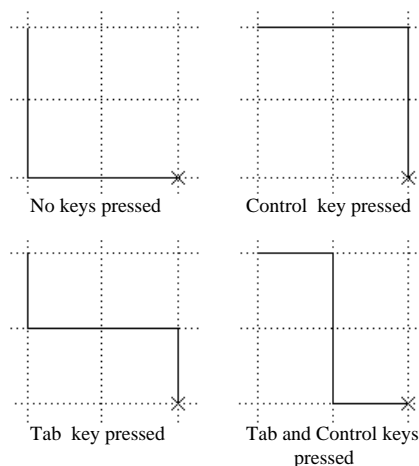 No keys pressed
Control key pressed
Tab key pressed
Tab and Control keys
pressed